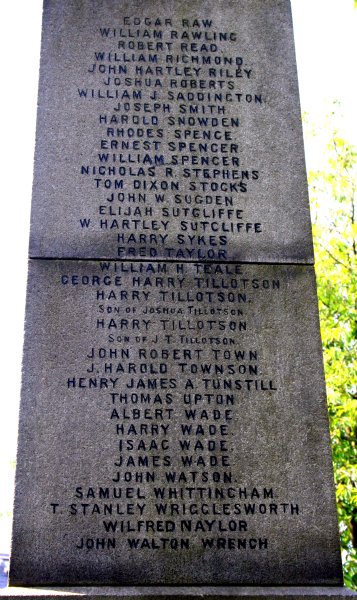 EDGAR RAW
WILLIAM RAWLING
ROBERT READ.
WILLIAM RICHMOND.
JOHN HARTLEY RILEY
JOSHUA ROBERTS
WILLIAM J. SADDINGTON.
JOSEPH SMITH.
HAROLD SNOWDEN
RHODES SPENCE.
ERNEST SPENCER.
WILLIAM SPENCER.
NICHOLAS R. STEPHENS
TOM DIXON STOCKS
JOHN W. SUGDEN
ELIJAH SUTCLIFFE
W HARTLEY SUTCLIFFE
HARRY SYKES
FRED TAYLOR
WILLIAM H. TEALE
GEORGE HARRY TILLOTSON
HARRY TILLOTSON.
SON OF JOSHUA TILLOTSON
HARRY TILLOTSON
SON OF J. T. TILLOTSON.
JOHN ROBERT TOWN
J. HAROLD TOWNSON.
HENRY JAMES A. TUNSTILL
THOMAS UPTON
ALBERT WADE
HARRY WADE.
ISAAC WADE.
JAMES WADE
JOHN WATSON.
SAMUEL WHITTINGHAM.
T. STANLEY WRIGGLESWORTH
WILFRED NAYLOR
JOHN WALTON WRENCH